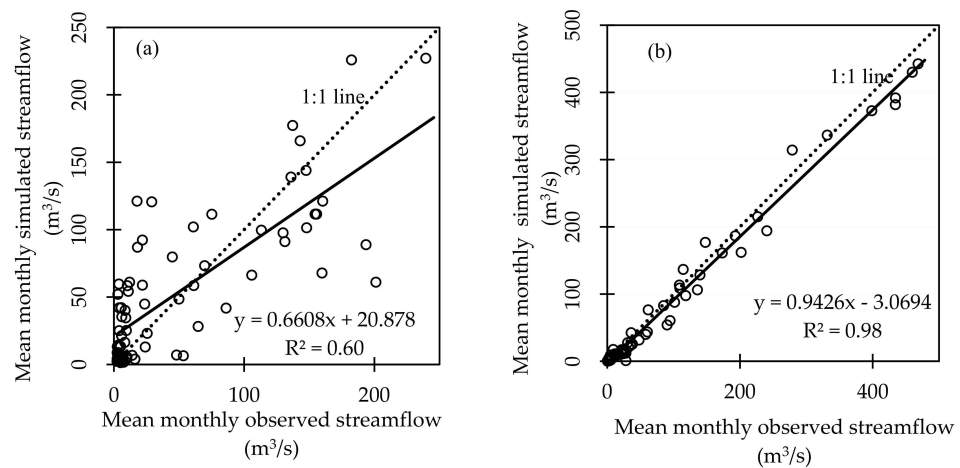 Mean monthly simulated streamflow
(m³/s)
250
200
150
100
50
0
(a)
1:1 line
y = 0.6608x + 20.878
R² = 0.60
0 100 200
Mean monthly observed streamflow
(m³/s)
Mean monthly simulated streamflow
(m³/s)
500
400
300
200
100
0
(b)
1:1 line
y = 0.9426x - 3.0694
R² = 0.98
0 200 400
Mean monthly observed streamflow
(m³/s)